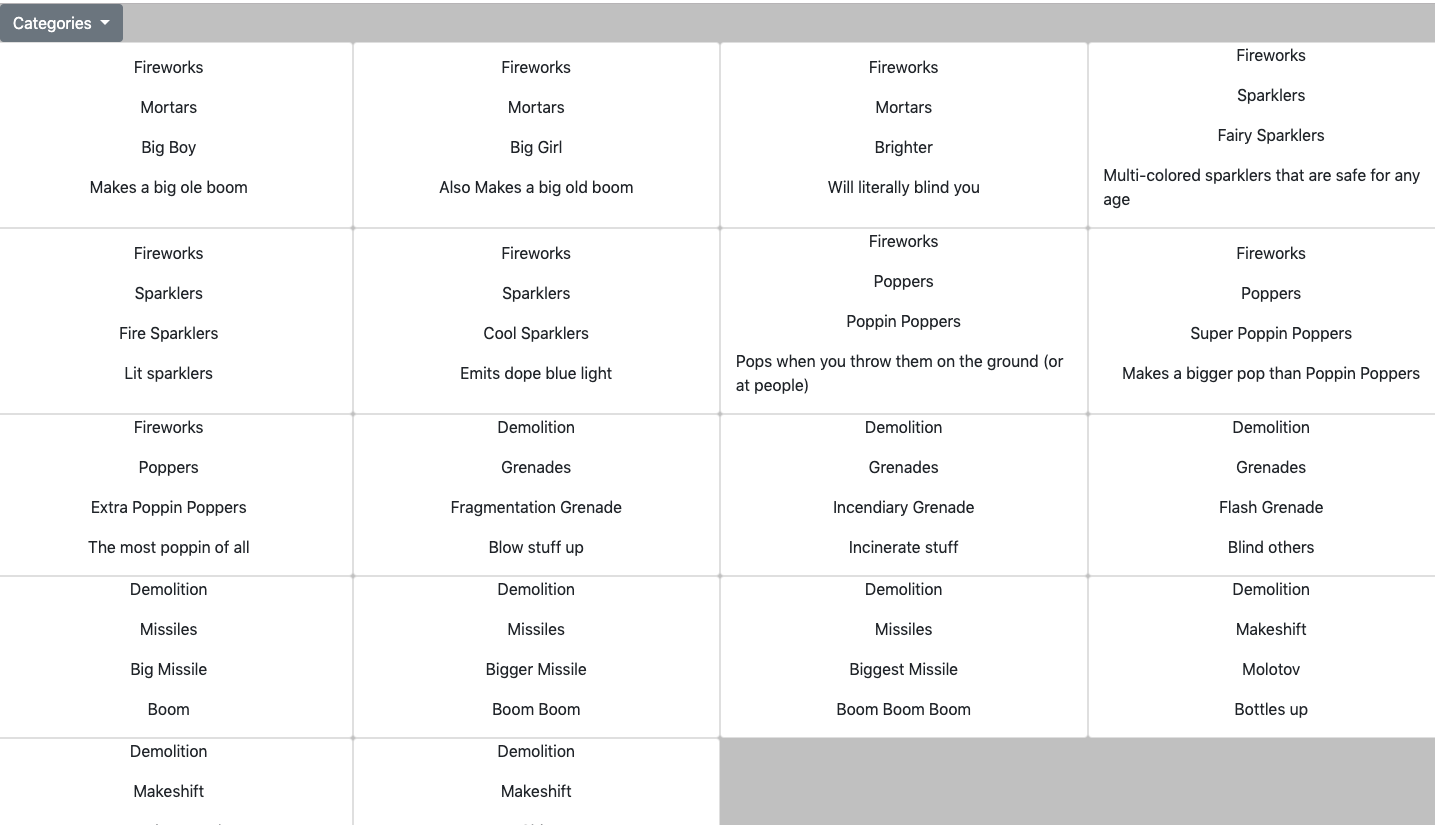 Categories
Fireworks
Mortars
Big Boy
Makes a big ole boom
Fireworks
Mortars
Big Girl
Also Makes a big old boom
Fireworks
Mortars
Brighter
Will literally blind you
Fireworks
Sparklers
Fairy Sparklers
Multi-colored sparklers that are safe for any
age
Fireworks
Sparklers
Fire Sparklers
Lit sparklers
Fireworks
Sparklers
Cool Sparklers
Emits dope blue light
Fireworks
Poppers
Poppin Poppers
Pops when you throw them on the ground (or
at people)
Fireworks
Poppers
Super Poppin Poppers
Makes a bigger pop than Poppin Poppers
Fireworks
Poppers
Extra Poppin Poppers
The most poppin of all
Demolition
Grenades
Fragmentation Grenade
Blow stuff up
Demolition
Grenades
Incendiary Grenade
Incinerate stuff
Demolition
Grenades
Flash Grenade
Blind others
Demolition
Missiles
Big Missile
Boom
Demolition
Missiles
Bigger Missile
Boom Boom
Demolition
Missiles
Biggest Missile
Boom Boom Boom
Demolition
Makeshift
Molotov
Bottles up
Demolition
Makeshift
Demolition
Makeshift